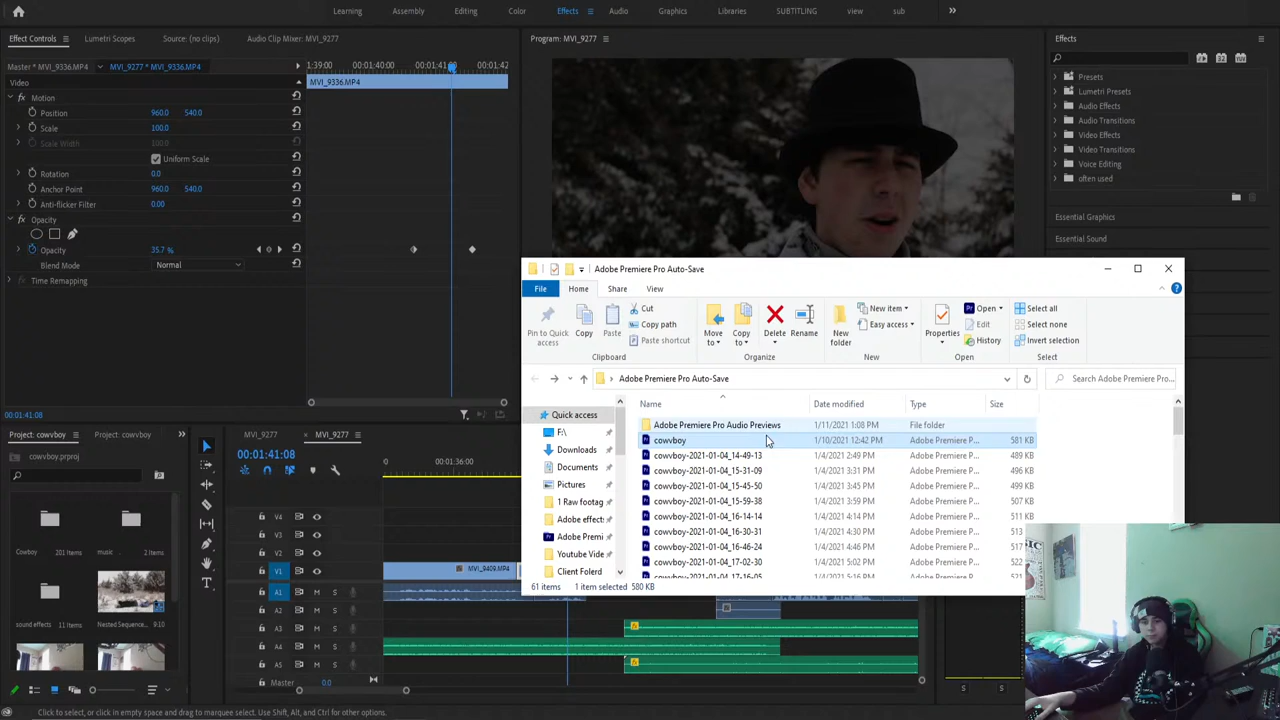 Learning Assembly Editing Color Effects Audio Graphics Libraries SUBTITLING view sub
Effect Controls Lumetri Scopes Source: (no clips) Audio Clip Mixer: MVI_9277
Program: MVI_9277
Effects
Master * MVI_9336.MP4 MVI_9277 * MVI_9336.MP4
1:39:00 00:01:40:00 00:01:41:00 00:01:42
Video
MVI_9336.MP4
Motion
Position 960.0 540.0
Scale 100.0
Scale Width 100.0
Uniform Scale
Rotation 0.0
Anchor Point 960.0 540.0
Anti-flicker Filter 0.00
Opacity
Opacity 35.7 %
Blend Mode Normal
Time Remapping
00:01:41:08
Presets
Lumetri Presets
Audio Effects
Audio Transitions
Video Effects
Video Transitions
Voice Editing
often used
Essential Graphics
Essential Sound
Adobe Premiere Pro Auto-Save
File Home Share View
Pin to Quick access
Copy
Paste
Cut
Copy path
Paste shortcut
Clipboard
Move to
Copy to
Delete
Rename
Organize
New folder
New item
Easy access
New
Properties
Open
Edit
History
Open
Select all
Select none
Invert selection
Select
Adobe Premiere Pro Auto-Save
Search Adobe Premiere Pro...
Name Date modified Type Size
Quick access
F:\
Downloads
Documents
Pictures
1 Raw footag
Adobe effect
Adobe Premi
Youtube Vide
Client Folerd
Adobe Premiere Pro Audio Previews 1/11/2021 1:08 PM File folder
cowvboy 1/10/2021 12:42 PM Adobe Premiere P... 581 KB
cowvboy-2021-01-04_14-49-13 1/4/2021 2:49 PM Adobe Premiere P... 489 KB
cowvboy-2021-01-04_15-31-09 1/4/2021 3:31 PM Adobe Premiere P... 496 KB
cowvboy-2021-01-04_15-45-50 1/4/2021 3:45 PM Adobe Premiere P... 499 KB
cowvboy-2021-01-04_15-59-38 1/4/2021 3:59 PM Adobe Premiere P... 507 KB
cowvboy-2021-01-04_16-14-14 1/4/2021 4:14 PM Adobe Premiere P... 511 KB
cowvboy-2021-01-04_16-30-31 1/4/2021 4:30 PM Adobe Premiere P... 513
cowvboy-2021-01-04_16-46-24 1/4/2021 4:46 PM Adobe Premiere P... 517
cowvboy-2021-01-04_17-02-30 1/4/2021 5:02 PM Adobe Premiere P... 518
cowvboy-2021-01-04_17-16-05 1/4/2021 5:16 PM Adobe Premiere P... 521
61 items 1 item selected 580 KB
Project: cowvboy Project: cowvboy
cowvboy.prproj
Cowboy 201 Items
music 2 Items
sound effects
Nested Sequence... 9:10
MVI_9277 MVI_9277
00:01:41:08
00:01:36:00
V4
V3
V2
V1
A1 M S
A2 M S
A3 M S
A4 M S
A5 M S
Master 0.0
MVI_9409.MP4
S S
Click to select, or click in empty space and drag to marquee select. Use Shift, Alt, and Ctrl for other options.